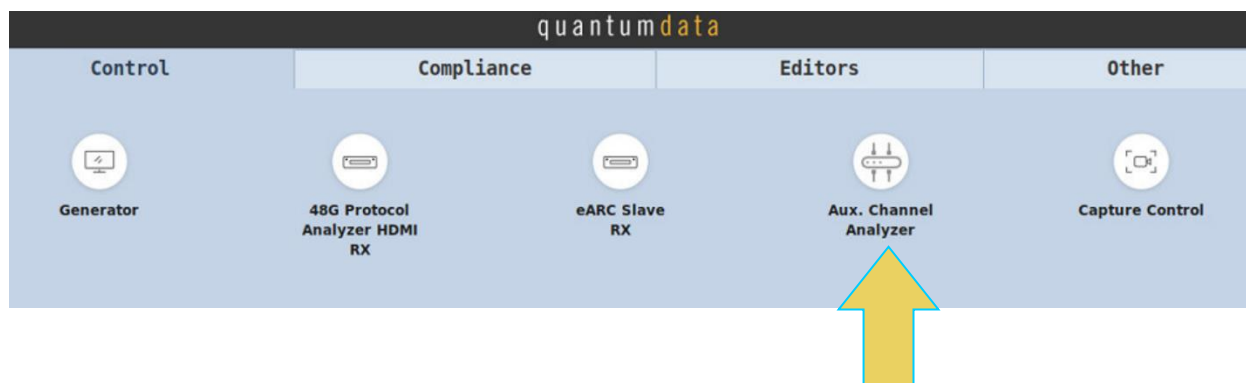 quantumdata
Control Compliance Editors Other
Generator
48G Protocol
Analyzer HDMI
RX
eARC Slave
RX
Aux. Channel
Analyzer
Capture Control